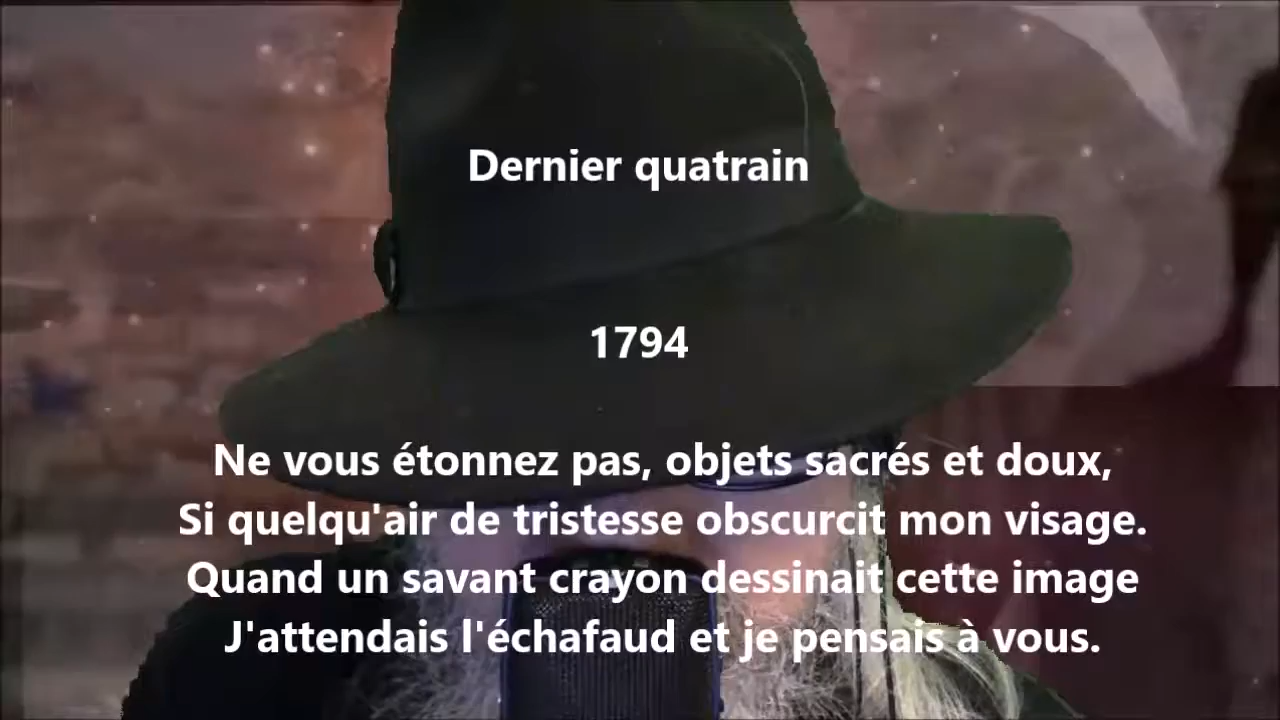 Dernier quatrain
1794
Ne vous étonnez pas, objets sacrés et doux,
Si quelqu'air de tristesse obscurcit mon visage.
Quand un savant crayon dessinait cette image
J'attendais l'échafaud et je pensais à vous.